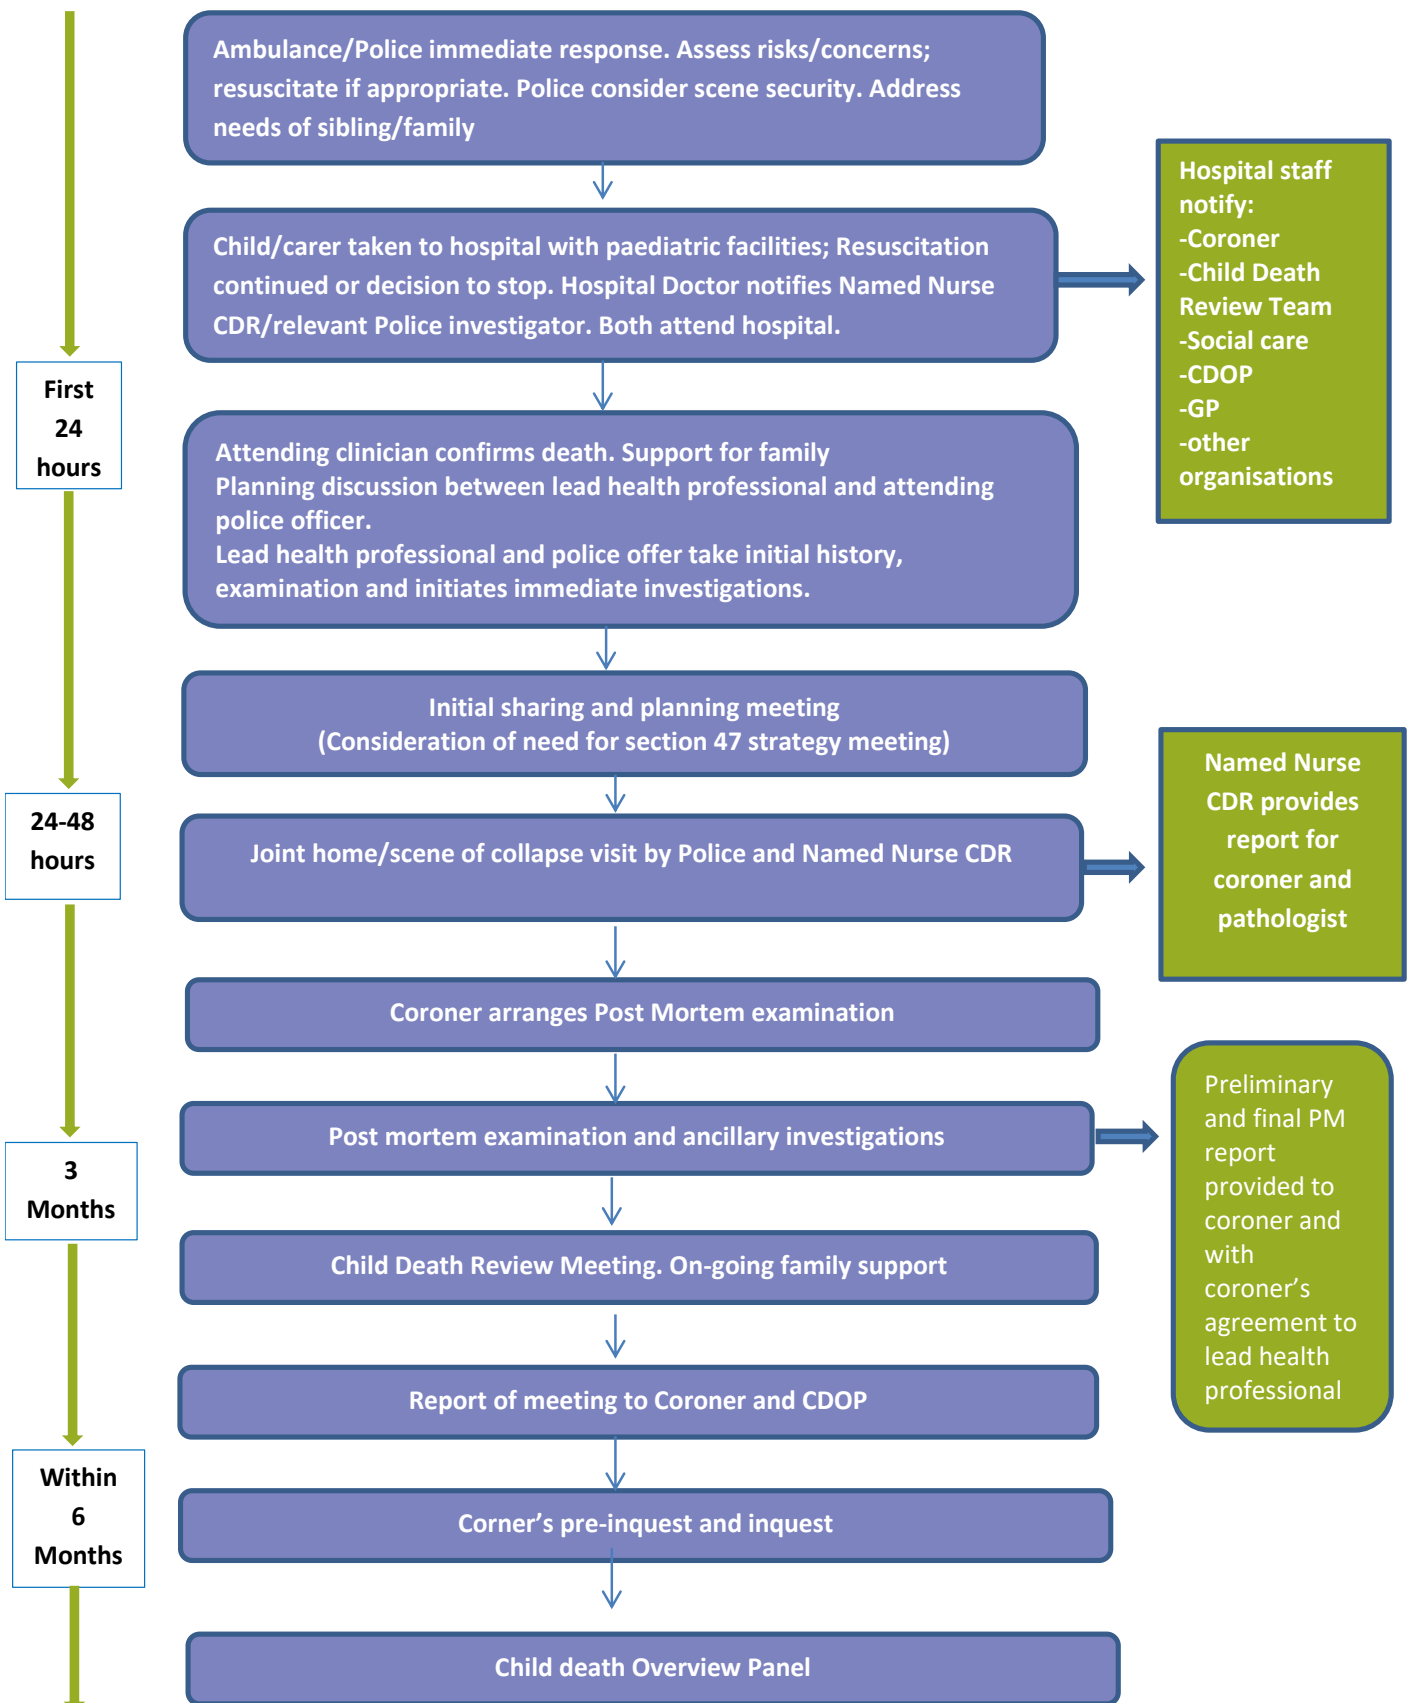 Ambulance/Police immediate response. Assess risks/concerns;
resuscitate if appropriate. Police consider scene security. Address
needs of sibling/family
Hospital staff
notify:
-Coroner
-Child Death
Review Team
-Social care
-CDOP
-GP
-other
organisations
Child/carer taken to hospital with paediatric facilities; Resuscitation
continued or decision to stop. Hospital Doctor notifies Named Nurse
CDR/relevant Police investigator. Both attend hospital.
First
24
hours
Attending clinician confirms death. Support for family
Planning discussion between lead health professional and attending
police officer.
Lead health professional and police offer take initial history,
examination and initiates immediate investigations.
Initial sharing and planning meeting
(Consideration of need for section 47 strategy meeting)
24-48
hours
Joint home/scene of collapse visit by Police and Named Nurse CDR
Named Nurse
CDR provides
report for
coroner and
pathologist
Coroner arranges Post Mortem examination
Post mortem examination and ancillary investigations
Preliminary
and final PM
report
provided to
coroner and
with
coroner’s
agreement to
lead health
professional
3
Months
Child Death Review Meeting. On-going family support
Report of meeting to Coroner and CDOP
Within
6
Months
Corner’s pre-inquest and inquest
Child death Overview Panel